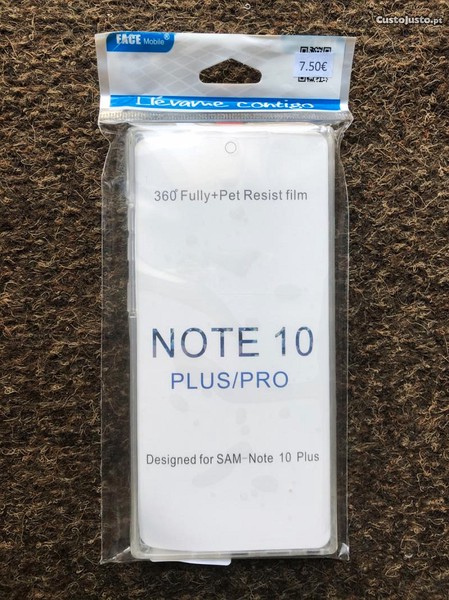 CustoJusto.pt
FACE Mobile®
7.50€
Llévame contigo
360°Fully+Pet Resist film
NOTE 10
PLUS/PRO
Designed for SAM-Note 10 Plus